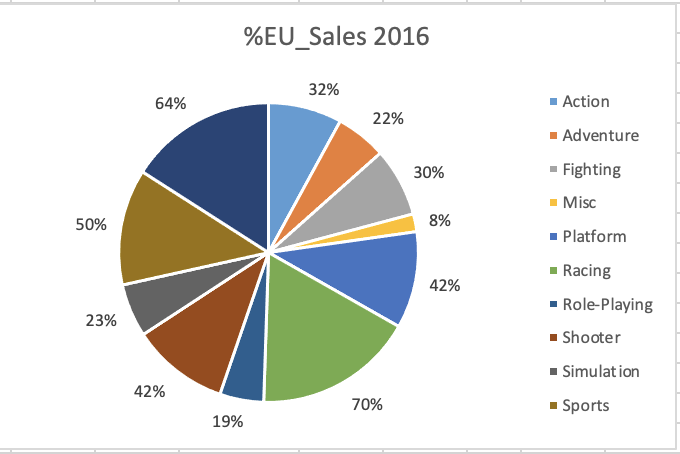 %EU_Sales 2016
32%
22%
30%
8%
42%
70%
19%
42%
23%
50%
64%
Action
Adventure
Fighting
Misc
Platform
Racing
Role-Playing
Shooter
Simulation
Sports